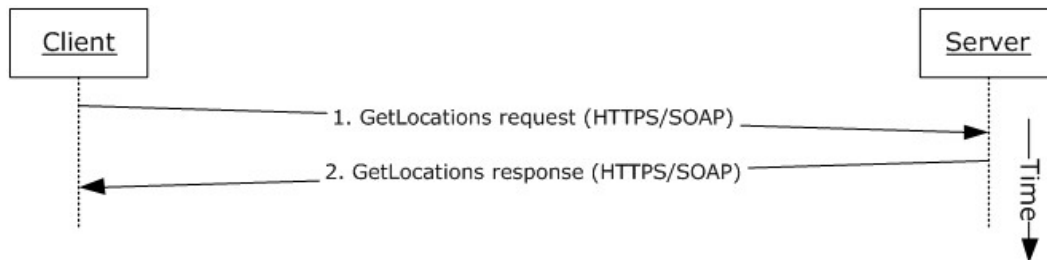 Client
Server
1. GetLocations request (HTTPS/SOAP)
2. GetLocations response (HTTPS/SOAP)
Time